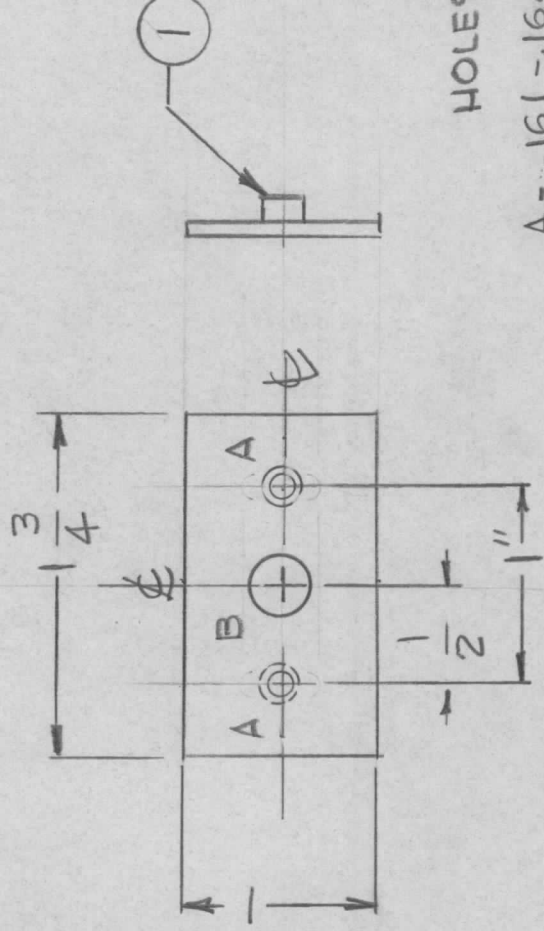 1
1 3/4
℄
A B A
℄
1
1/2
1"
HOLES
A = .161 - .16